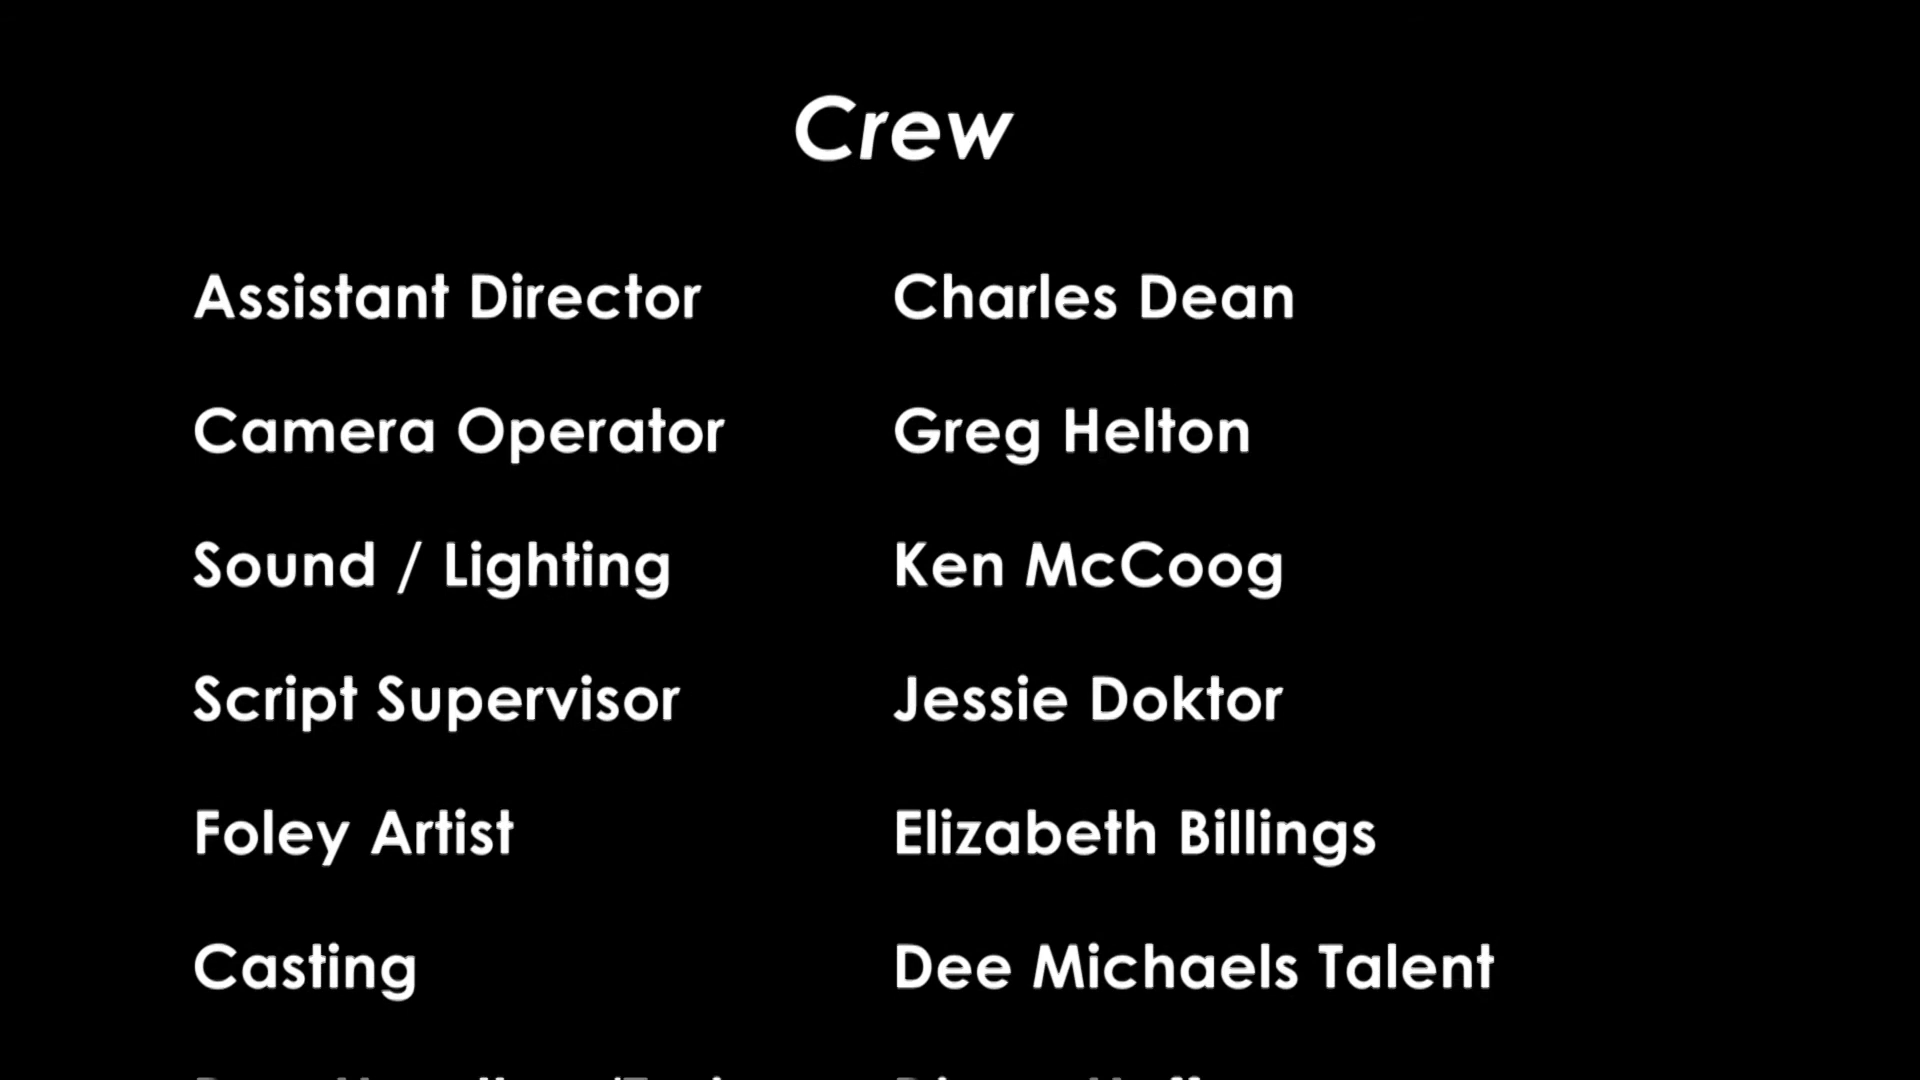 Crew
Assistant Director Charles Dean
Camera Operator Greg Helton
Sound / Lighting Ken McCoog
Script Supervisor Jessie Doktor
Foley Artist Elizabeth Billings
Casting Dee Michaels Talent